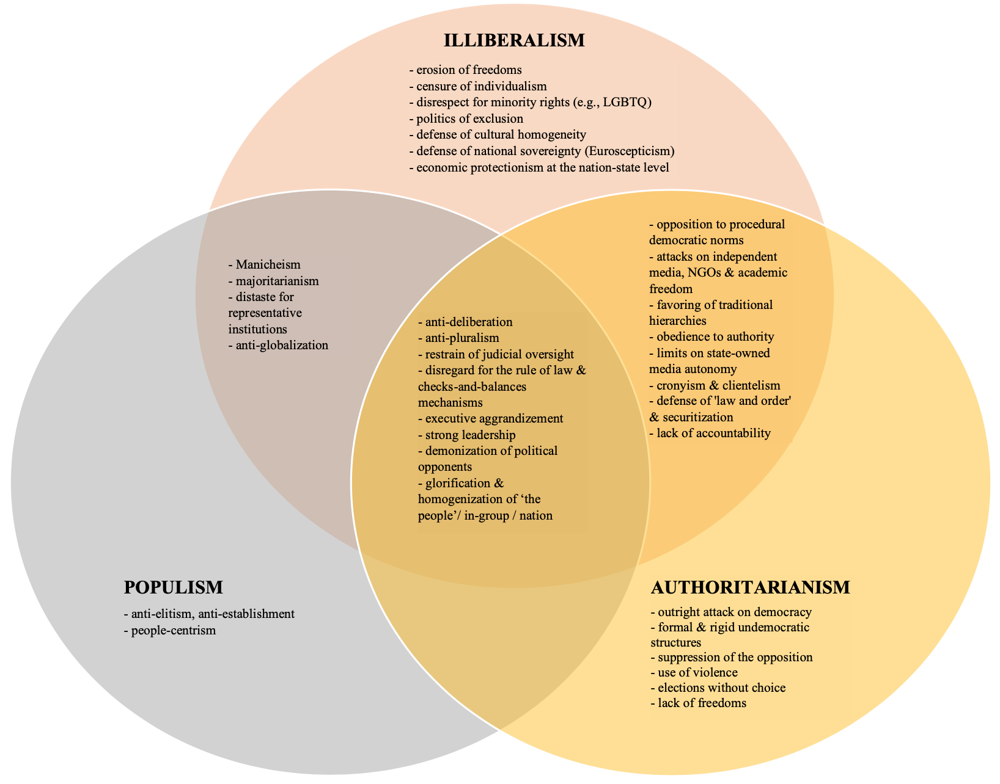 ILLIBERALISM
- erosion of freedoms
- censure of individualism
- disrespect for minority rights (e.g., LGBTQ)
- politics of exclusion
- defense of cultural homogeneity
- defense of national sovereignty (Euroscepticism)
- economic protectionism at the nation-state level
- Manicheism
- majoritarianism
- distaste for
representative
institutions
- anti-globalization
- anti-deliberation
- anti-pluralism
- restrain of judicial oversight
- disregard for the rule of law &
checks-and-balances
mechanisms
- executive aggrandizement
- strong leadership
- demonization of political
opponents
- glorification &
homogenization of ‘the
people’/ in-group / nation
- opposition to procedural
democratic norms
- attacks on independent
media, NGOs & academic
freedom
- favoring of traditional
hierarchies
- obedience to authority
- limits on state-owned
media autonomy
- cronyism & clientelism
- defense of 'law and order'
& securitization
- lack of accountability
POPULISM
- anti-elitism, anti-establishment
- people-centrism
AUTHORITARIANISM
- outright attack on democracy
- formal & rigid undemocratic
structures
- suppression of the opposition
- use of violence
- elections without choice
- lack of freedoms